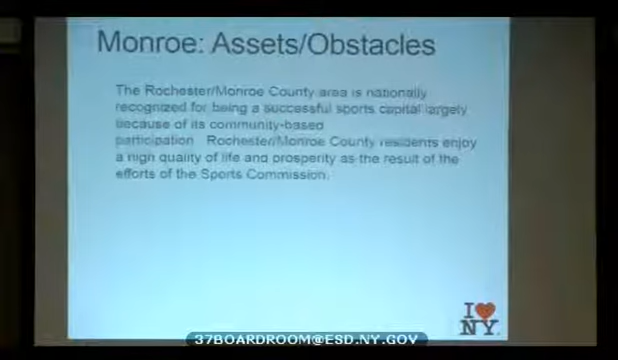 Monroe: Assets/Obstacles
The Rochester/Monroe County area is nationally
recognized for being a successful sports capital largely
because of its community-based
participation Rochester/Monroe County residents enjoy
a high quality of life and prosperity as the result of the
efforts of the Sports Commission.
I
NY
37BOARDROOM@ESD.NY.GOV